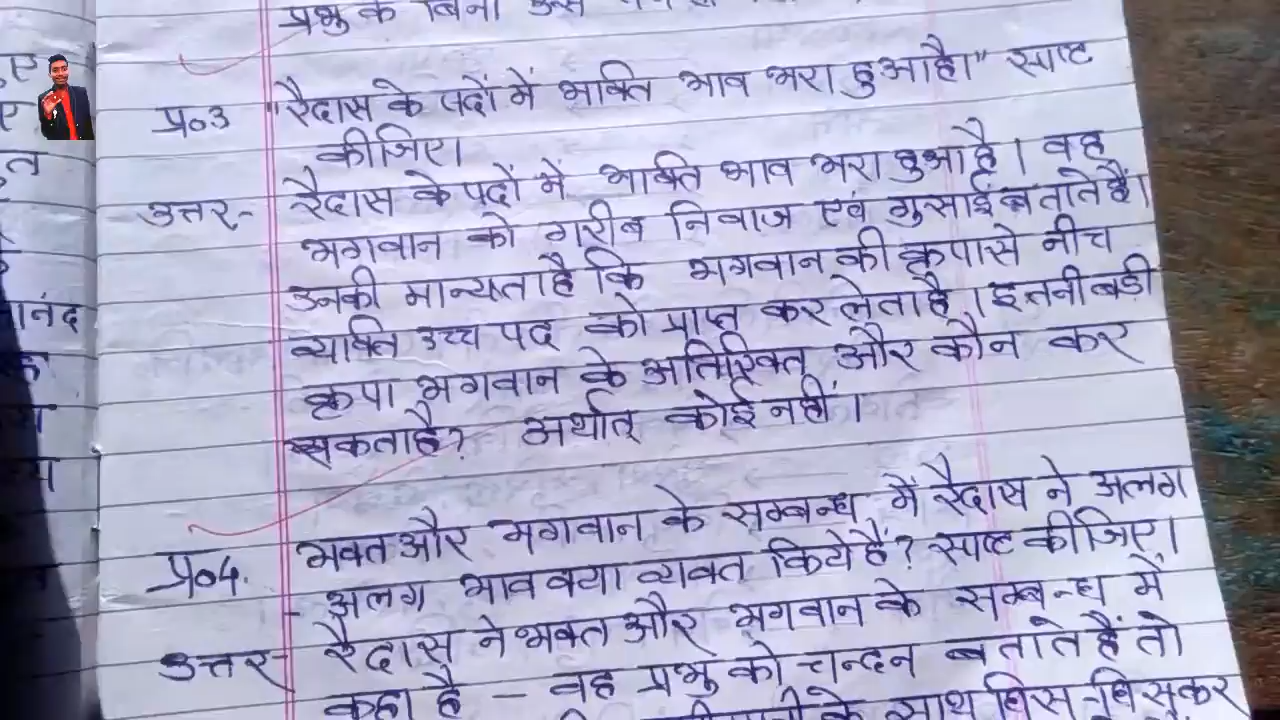 प्रभु के बिना उस
प्र०3 "रैदास के पदों में भक्ति भाव भरा हुआ है।" स्पष्ट
कीजिए।
उत्तर- रैदास के पदों में भक्ति भाव भरा हुआ है। वह
भगवान को गरीब निवाज एवं गुसाईं बताते हैं।
उनकी मान्यता है कि भगवान की कृपा से नीच
व्यक्ति उच्च पद को प्राप्त कर लेता है। इतनी बड़ी
कृपा भगवान के अतिरिक्त और कौन कर
सकता है? अर्थात् कोई नहीं।
प्र०4. भक्त और भगवान के सम्बन्ध में रैदास ने अलग
- अलग भाव क्या व्यक्त किये हैं? स्पष्ट कीजिए।
उत्तर- रैदास ने भक्त और भगवान के सम्बन्ध में
कहा है - वह प्रभु को चन्दन बताते हैं तो
के साथ घिस-घिसकर
ए
ए
त
नंद